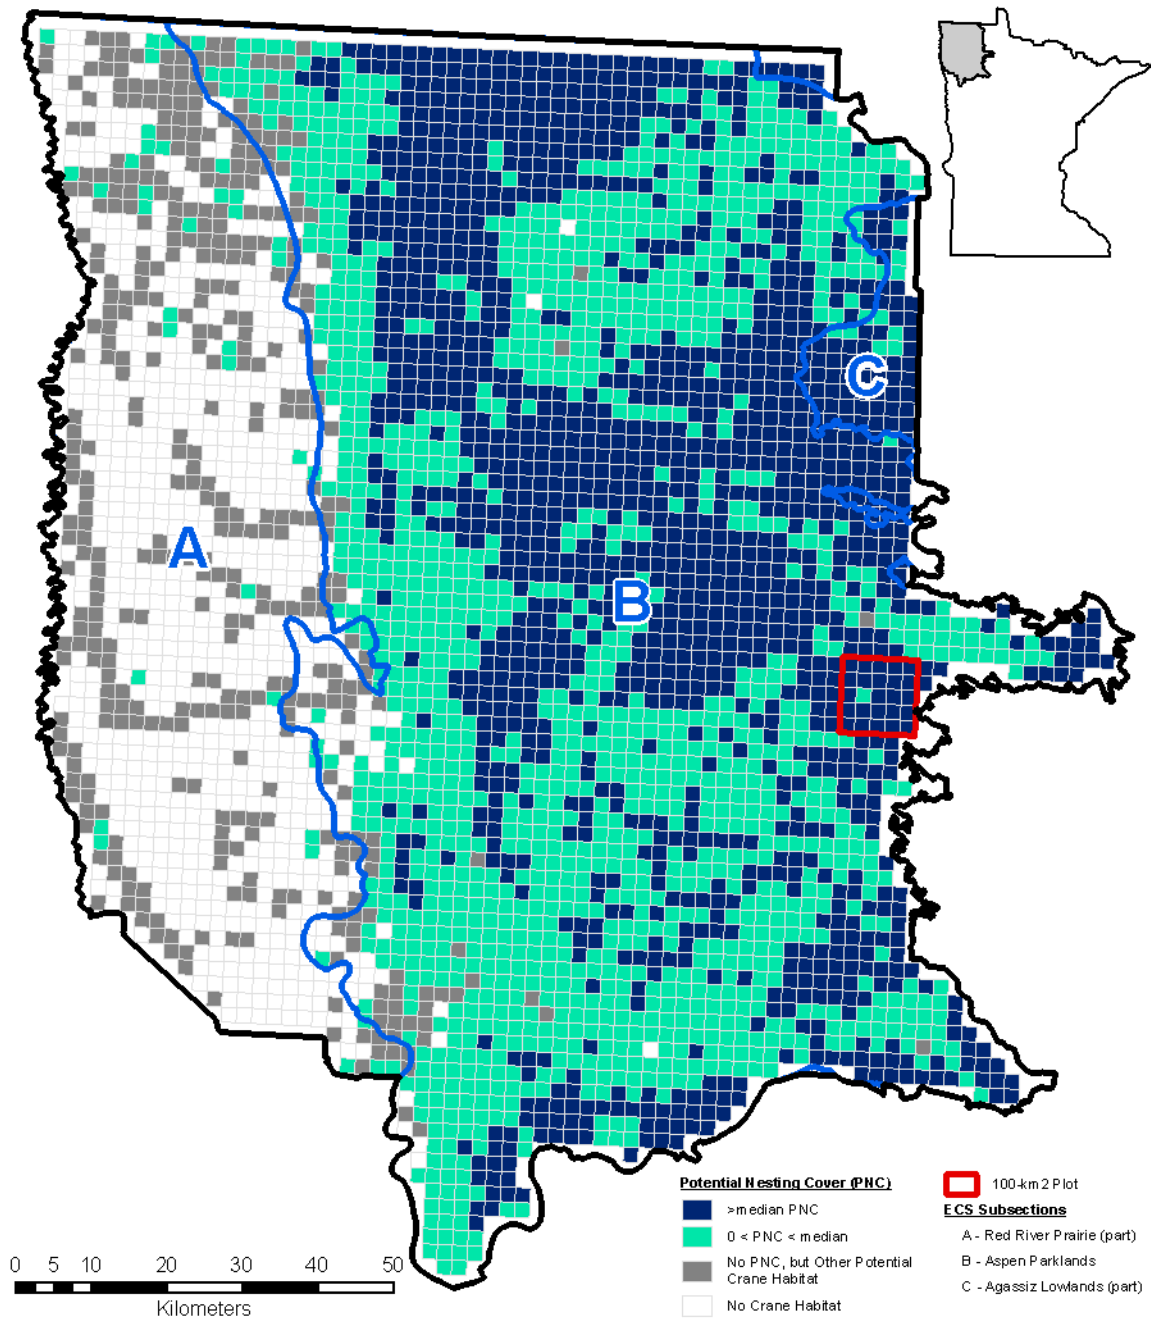 C
A
B
0 5 10 20 30 40 50
Kilometers
Potential Nesting Cover (PNC)
>median PNC
0 < PNC < median
No PNC, but Other Potential
Crane Habitat
No Crane Habitat
100-km2 Plot
ECS Subsections
A - Red River Prairie (part)
B - Aspen Parklands
C - Agassiz Lowlands (part)